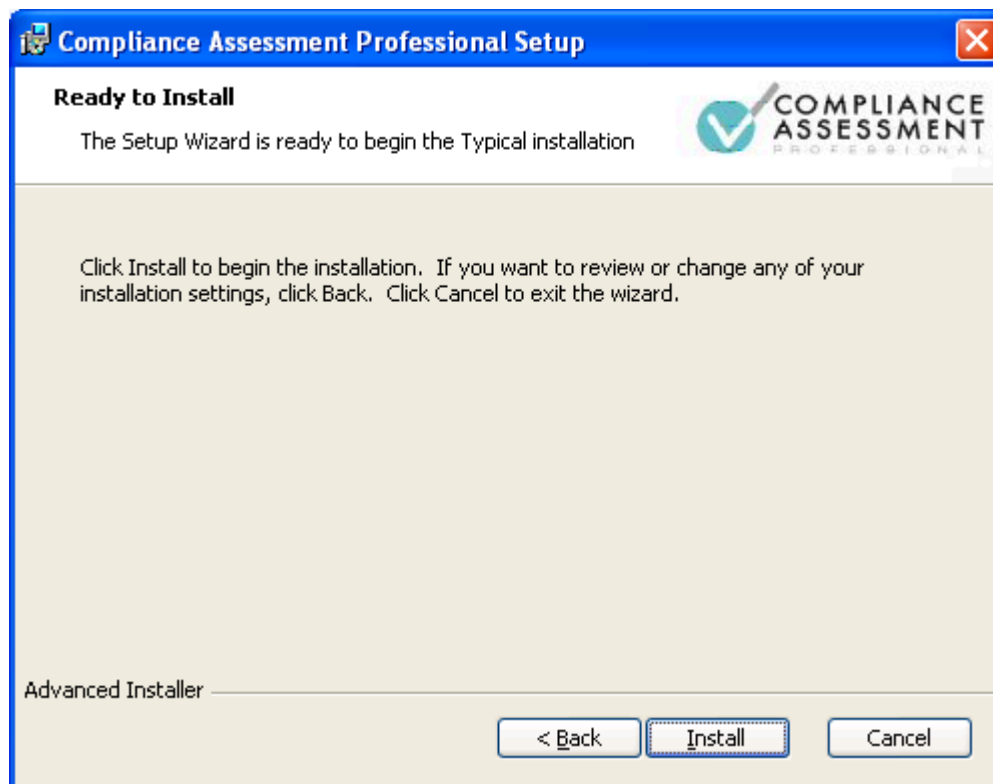 Compliance Assessment Professional Setup
Ready to Install
The Setup Wizard is ready to begin the Typical installation
COMPLIANCE
ASSESSMENT
PROFESSIONAL
Click Install to begin the installation.  If you want to review or change any of your
installation settings, click Back.  Click Cancel to exit the wizard.
Advanced Installer
< Back
Install
Cancel